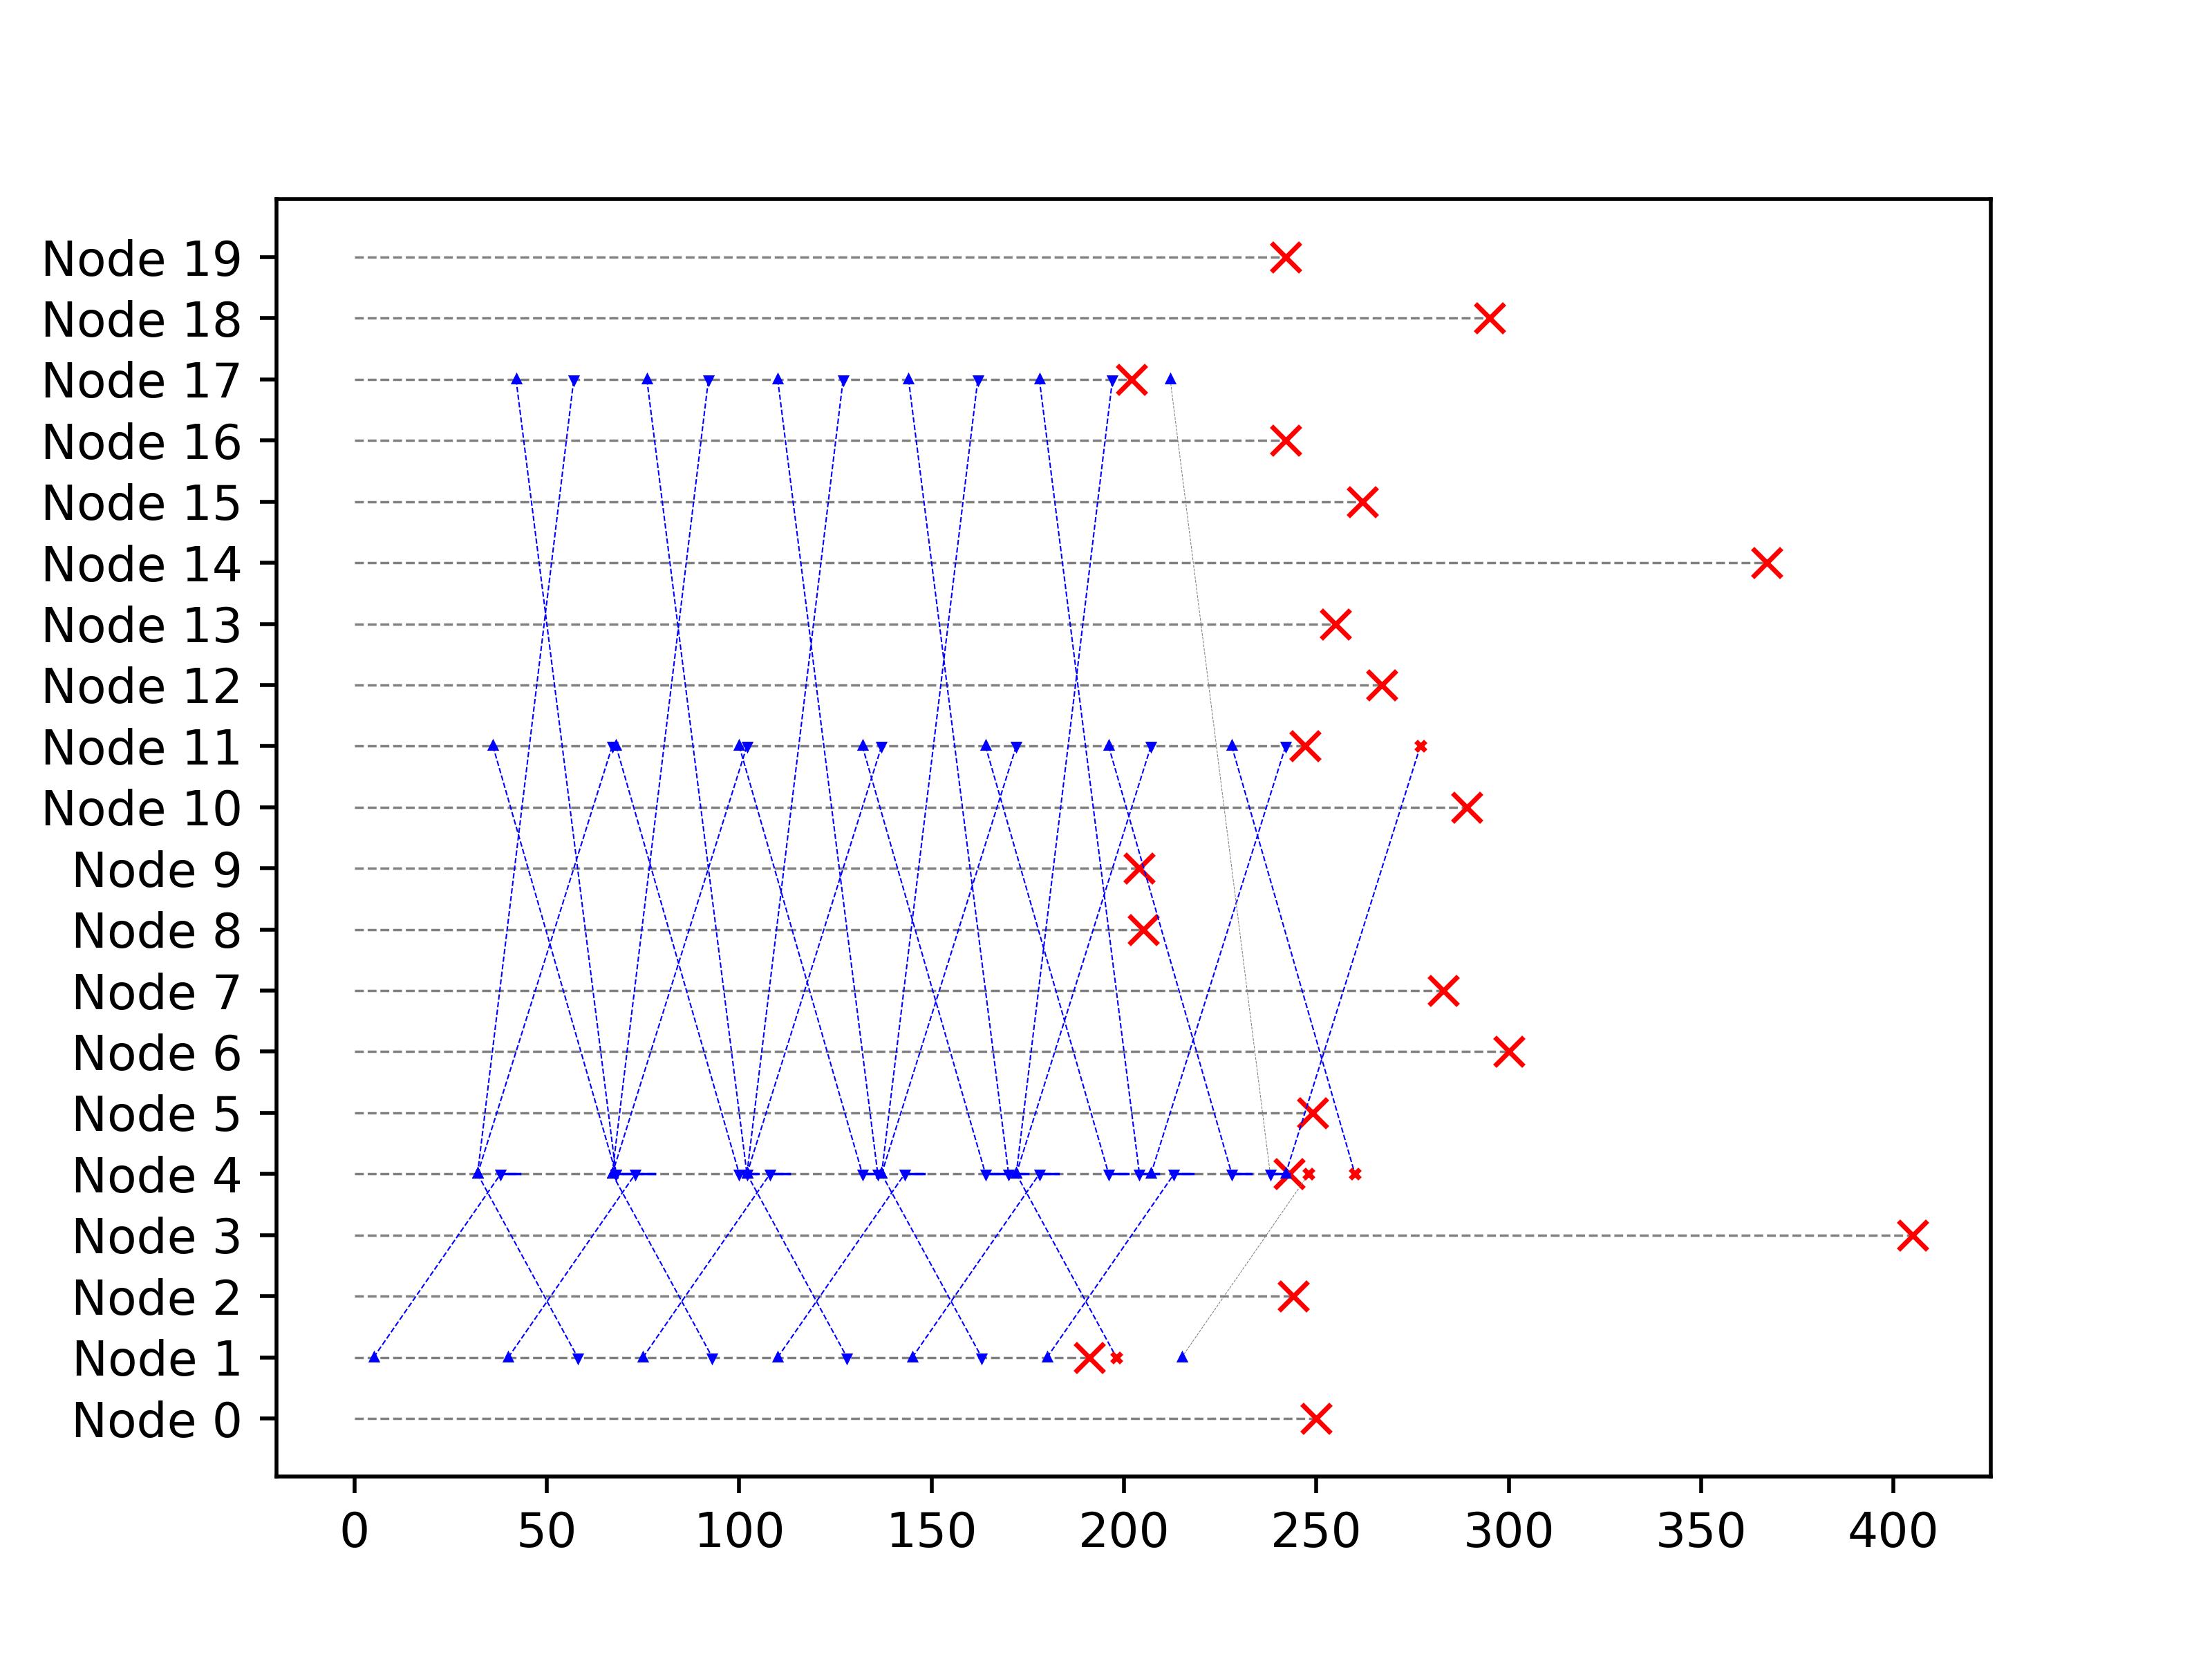 Node 19
Node 18
Node 17
Node 16
Node 15
Node 14
Node 13
Node 12
Node 11
Node 10
Node 9
Node 8
Node 7
Node 6
Node 5
Node 4
Node 3
Node 2
Node 1
Node 0
0 50 100 150 200 250 300 350 400